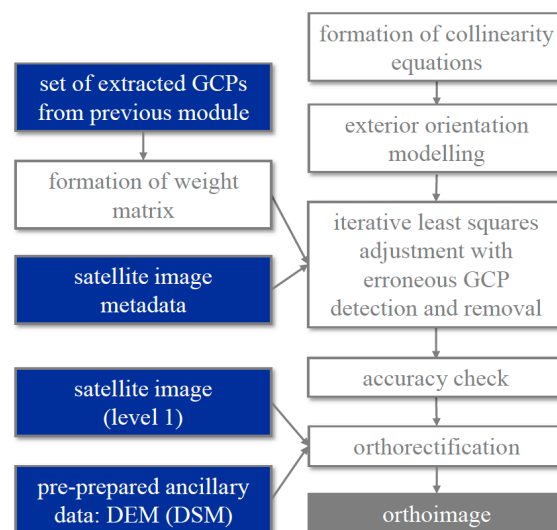 set of extracted GCPs
from previous module
formation of weight
matrix
satellite image
metadata
satellite image
(level 1)
pre-prepared ancillary
data: DEM (DSM)
formation of collinearity
equations
exterior orientation
modelling
iterative least squares
adjustment with
erroneous GCP
detection and removal
accuracy check
orthorectification
orthoimage